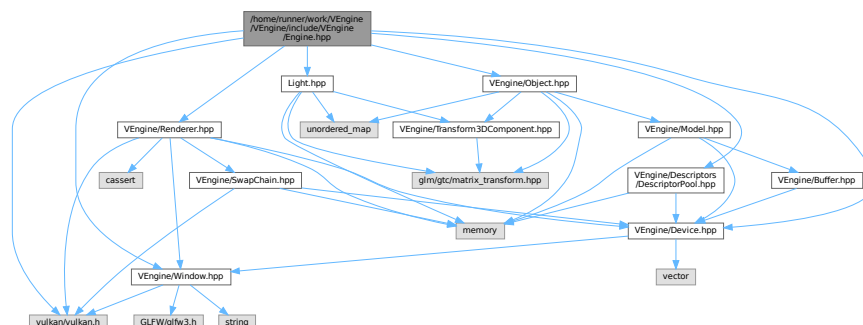 /home/runner/work/VEngine
/VEngine/include/VEngine
/Engine.hpp
Light.hpp
VEngine/Object.hpp
VEngine/Renderer.hpp
unordered_map
VEngine/Transform3DComponent.hpp
VEngine/Model.hpp
cassert
VEngine/SwapChain.hpp
glm/gtc/matrix_transform.hpp
VEngine/Descriptors
/DescriptorPool.hpp
VEngine/Buffer.hpp
memory
VEngine/Device.hpp
VEngine/Window.hpp
vector
vulkan/vulkan.h
GLFW/glfw3.h
string